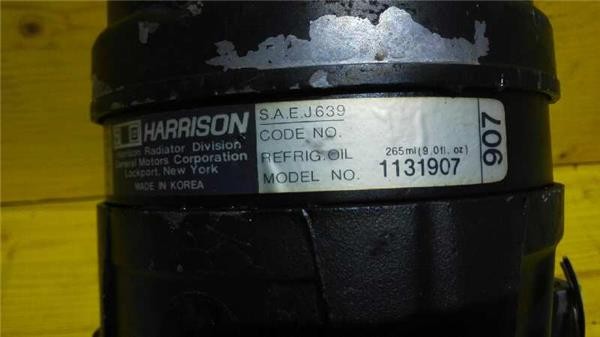 HARRISON
Harrison Radiator Division
General Motors Corporation
Lockport, New York
MADE IN KOREA
S.A.E.J639
CODE NO.
REFRIG.OIL 265ml(9.0fl.oz)
MODEL NO. 1131907
907